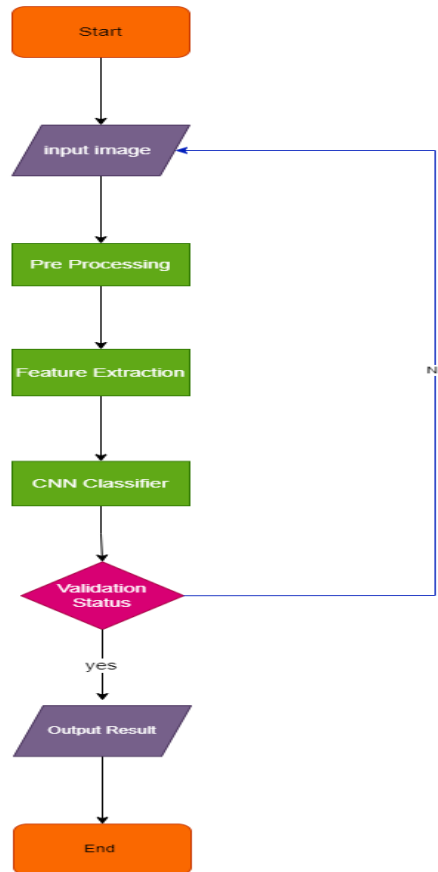 Start
input image
Pre Processing
Feature Extraction
N
CNN Classifier
Validation
Status
yes
Output Result
End